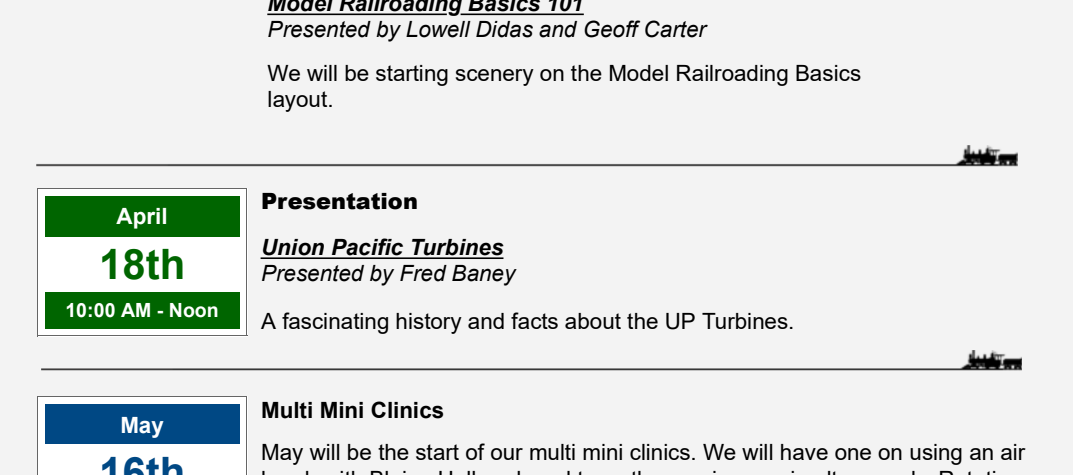 Model Railroading Basics 101
Presented by Lowell Didas and Geoff Carter
We will be starting scenery on the Model Railroading Basics
layout.
April
18th
10:00 AM - Noon
Presentation
Union Pacific Turbines
Presented by Fred Baney
A fascinating history and facts about the UP Turbines.
May
16th
Multi Mini Clinics
May will be the start of our multi mini clinics. We will have one on using an air